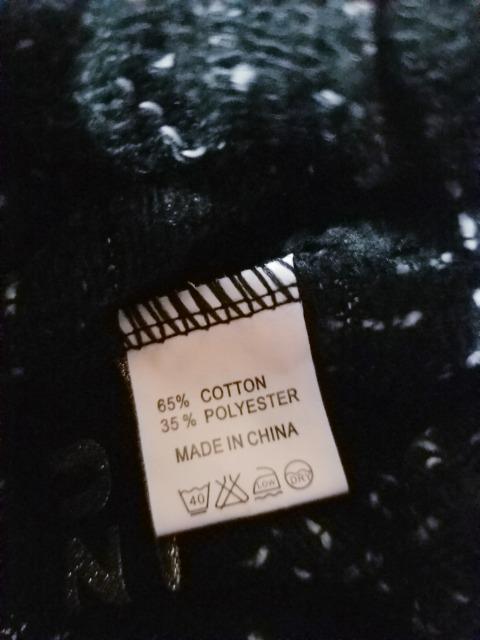 65% COTTON
35% POLYESTER
MADE IN CHINA
40 LOW DRY